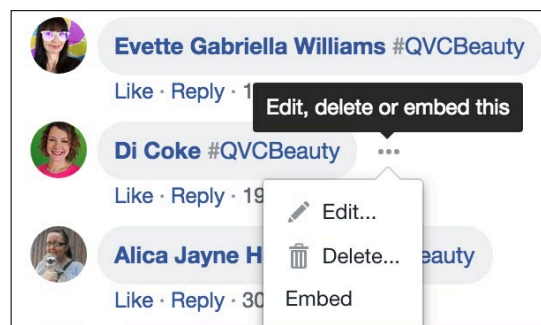 Evette Gabriella Williams #QVCBeauty
Like · Reply · 1
Edit, delete or embed this
Di Coke #QVCBeauty
Like · Reply · 19
Edit...
Delete...
Alica Jayne H eauty
Like · Reply · 30
Embed